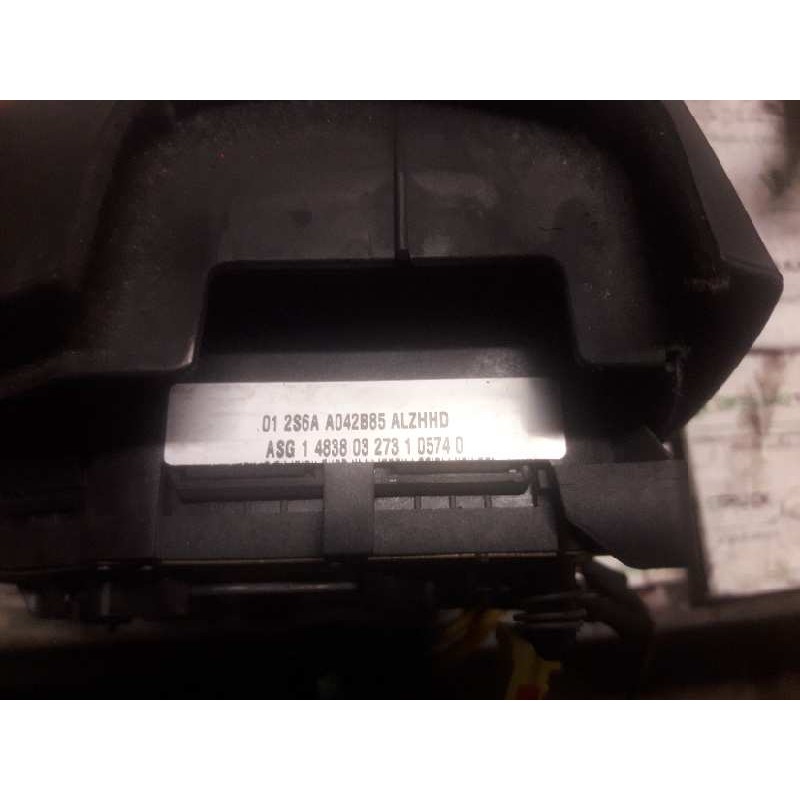 01 2S6A A042B85 ALZHHD
ASG 1 4838 03 273 1 0574 0